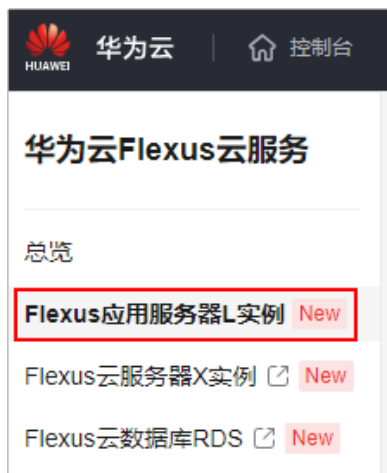 HUAWEI 华为云 控制台
华为云Flexus云服务
总览
Flexus应用服务器L实例 New
Flexus云服务器X实例 New
Flexus云数据库RDS New